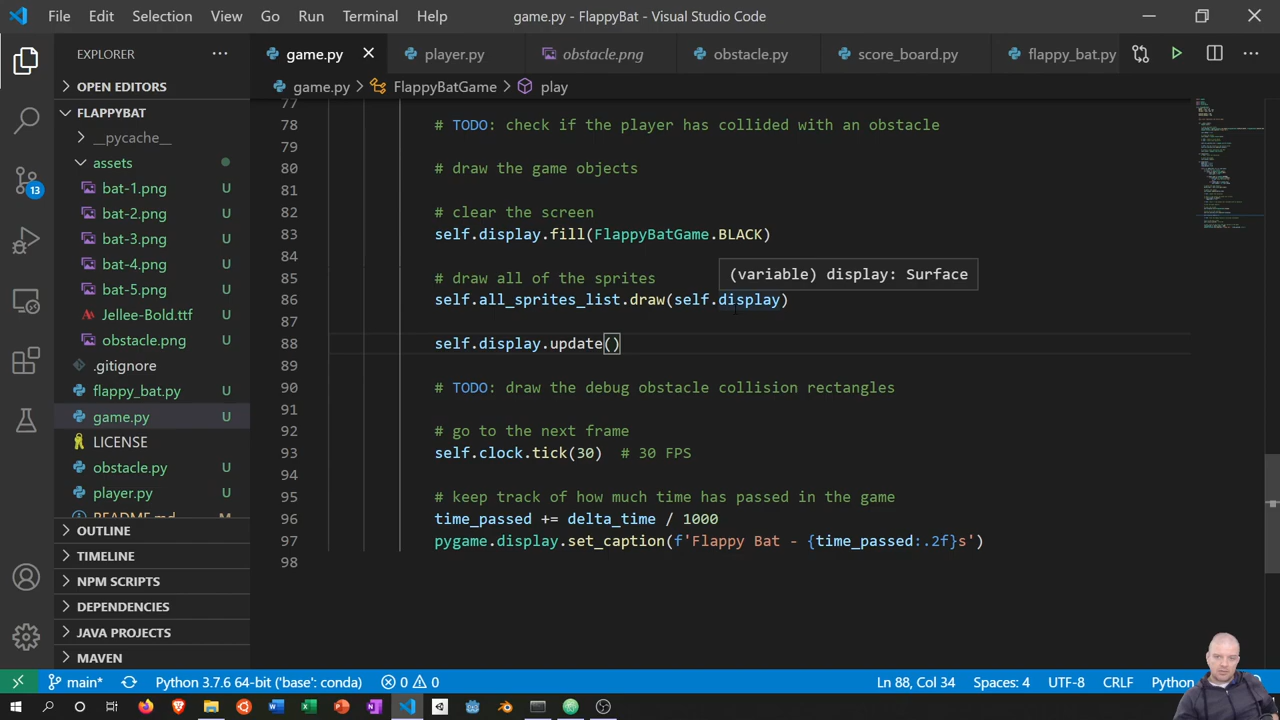 File Edit Selection View Go Run Terminal Help game.py - FlappyBat - Visual Studio Code
EXPLORER game.py player.py obstacle.png obstacle.py score_board.py flappy_bat.py
OPEN EDITORS game.py > FlappyBatGame > play
FLAPPYBAT 77
__pycache__ 78 # TODO: check if the player has collided with an obstacle
assets 79
bat-1.png U 80 # draw the game objects
81
bat-2.png U 82 # clear the screen
bat-3.png U 83 self.display.fill(FlappyBatGame.BLACK)
84
bat-4.png U 85 # draw all of the sprites (variable) display: Surface
bat-5.png U 86 self.all_sprites_list.draw(self.display)
Jellee-Bold.ttf U 87
obstacle.png U 88 self.display.update()
.gitignore 89
flappy_bat.py U 90 # TODO: draw the debug obstacle collision rectangles
game.py U 91
LICENSE 92 # go to the next frame
obstacle.py U 93 self.clock.tick(30) # 30 FPS
94
player.py U 95 # keep track of how much time has passed in the game
README.md M 96 time_passed += delta_time / 1000
OUTLINE 97 pygame.display.set_caption(f'Flappy Bat - {time_passed:.2f}s')
TIMELINE 98
NPM SCRIPTS
DEPENDENCIES
JAVA PROJECTS
MAVEN
13
main* Python 3.7.6 64-bit ('base': conda) 0 0 Ln 88, Col 34 Spaces: 4 UTF-8 CRLF Python